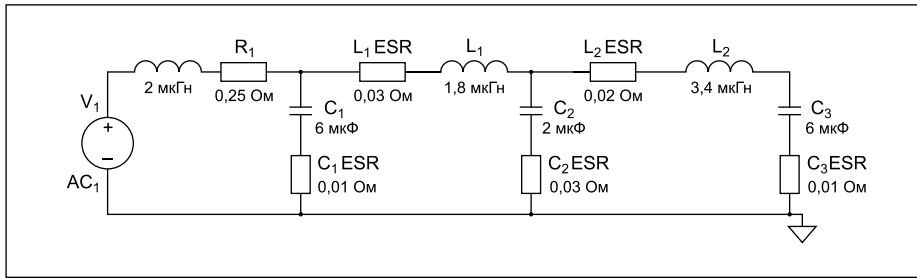 R₁
L₁ ESR
L₁
L₂ ESR
L₂
2 мкГн
0,25 Ом
0,03 Ом
1,8 мкГн
0,02 Ом
3,4 мкГн
V₁
+
−
AC₁
C₁
6 мкФ
C₁ ESR
0,01 Ом
C₂
2 мкФ
C₂ ESR
0,03 Ом
C₃
6 мкФ
C₃ ESR
0,01 Ом